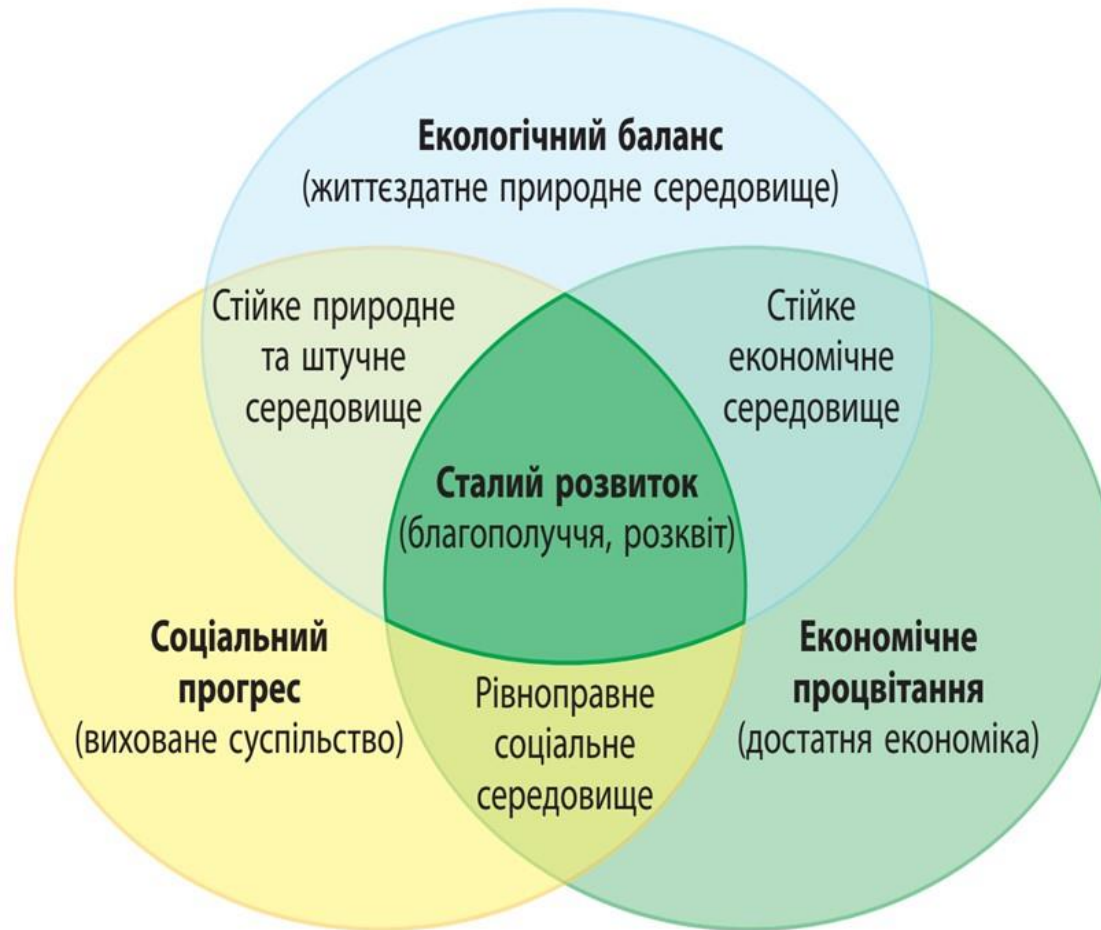 Екологічний баланс
(життєздатне природне середовище)
Стійке природне
та штучне
середовище
Стійке
економічне
середовище
Сталий розвиток
(благополуччя, розквіт)
Соціальний
прогрес
(виховане суспільство)
Рівноправне
соціальне
середовище
Економічне
процвітання
(достатня економіка)